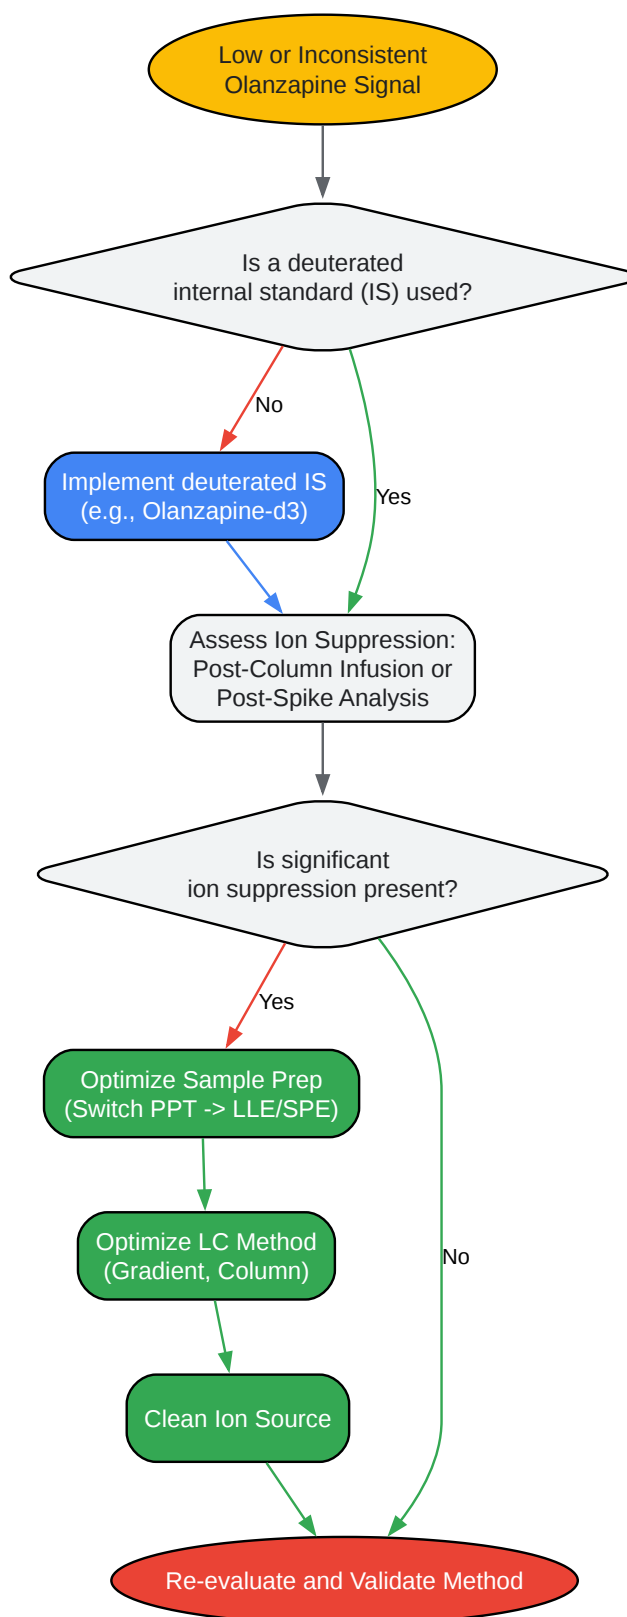 Low or Inconsistent
Olanzapine Signal
Is a deuterated
internal standard (IS) used?
No
Implement deuterated IS
(e.g., Olanzapine-d3)
Yes
Assess Ion Suppression:
Post-Column Infusion or
Post-Spike Analysis
Is significant
ion suppression present?
Yes
Optimize Sample Prep
(Switch PPT -> LLE/SPE)
Optimize LC Method
(Gradient, Column)
No
Clean Ion Source
Re-evaluate and Validate Method